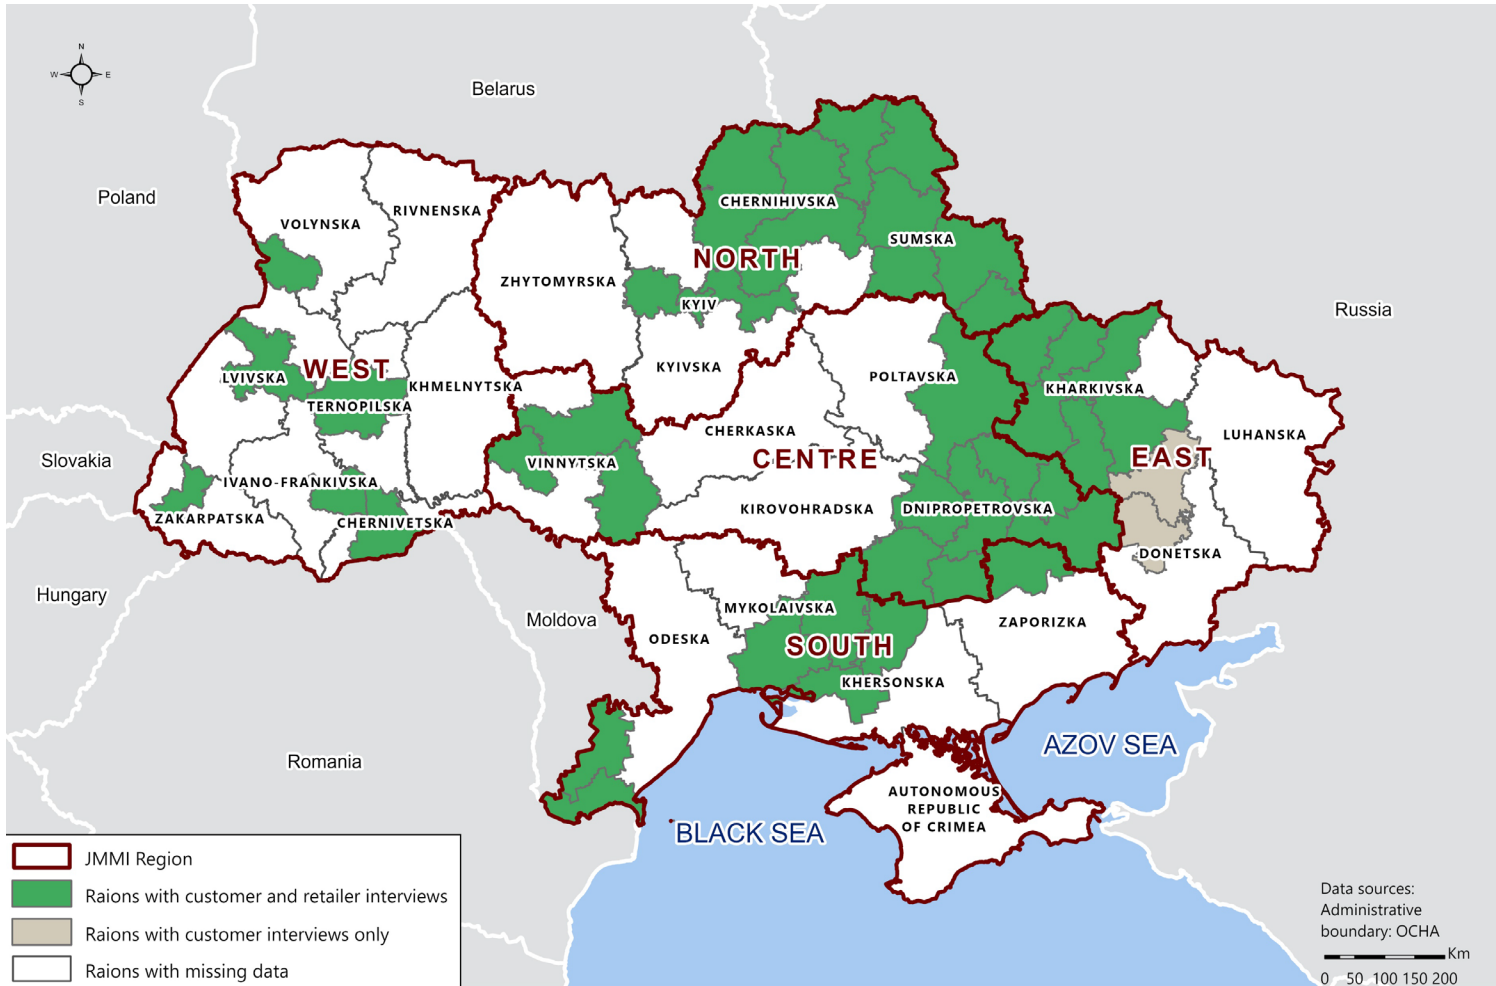 N
W
E
S
Belarus
Poland
Russia
Slovakia
Hungary
Moldova
Romania
VOLYNSKA
RIVNENSKA
ZHYTOMYRSKA
CHERNIHIVSKA
SUMSKA
NORTH
KYIV
KYIVSKA
WEST
LVIVSKA
KHMELNYTSKA
TERNOPILSKA
IVANO-FRANKIVSKA
ZAKARPATSKA
CHERNIVETSKA
VINNYTSKA
POLTAVSKA
CHERKASKA
CENTRE
KIROVOHRADSKA
DNIPROPETROVSKA
KHARKIVSKA
LUHANSKA
EAST
DONETSKA
MYKOLAIVSKA
ODESKA
SOUTH
ZAPORIZKA
KHERSONSKA
AZOV SEA
BLACK SEA
AUTONOMOUS
REPUBLIC
OF CRIMEA
JMMI Region
Raions with customer and retailer interviews
Raions with customer interviews only
Raions with missing data
Data sources:
Administrative
boundary: OCHA
Km
0 50 100 150 200